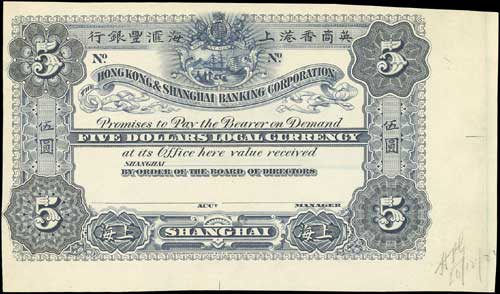 行銀豐滙海 上港香商英
5 5
Nº Nº
THE HONGKONG & SHANGHAI BANKING CORPORATION
Promises to Pay the Bearer on Demand
伍圓 FIVE DOLLARS LOCAL CURRENCY 伍圓
at its Office here value received
SHANGHAI
BY ORDER OF THE BOARD OF DIRECTORS
ACCT MANAGER
5 海上 SHANGHAI 海上 5